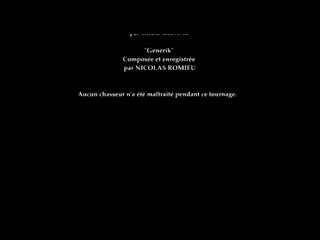 "Generik"
Composée et enregistrée
par NICOLAS ROMIEU
Aucun chasseur n'a été maltraité pendant ce tournage.